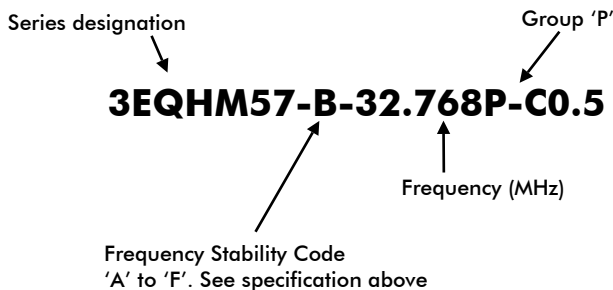 Series designation
Group ‘P’
3EQHM57-B-32.768P-C0.5
Frequency (MHz)
Frequency Stability Code
‘A’ to ‘F’. See specification above